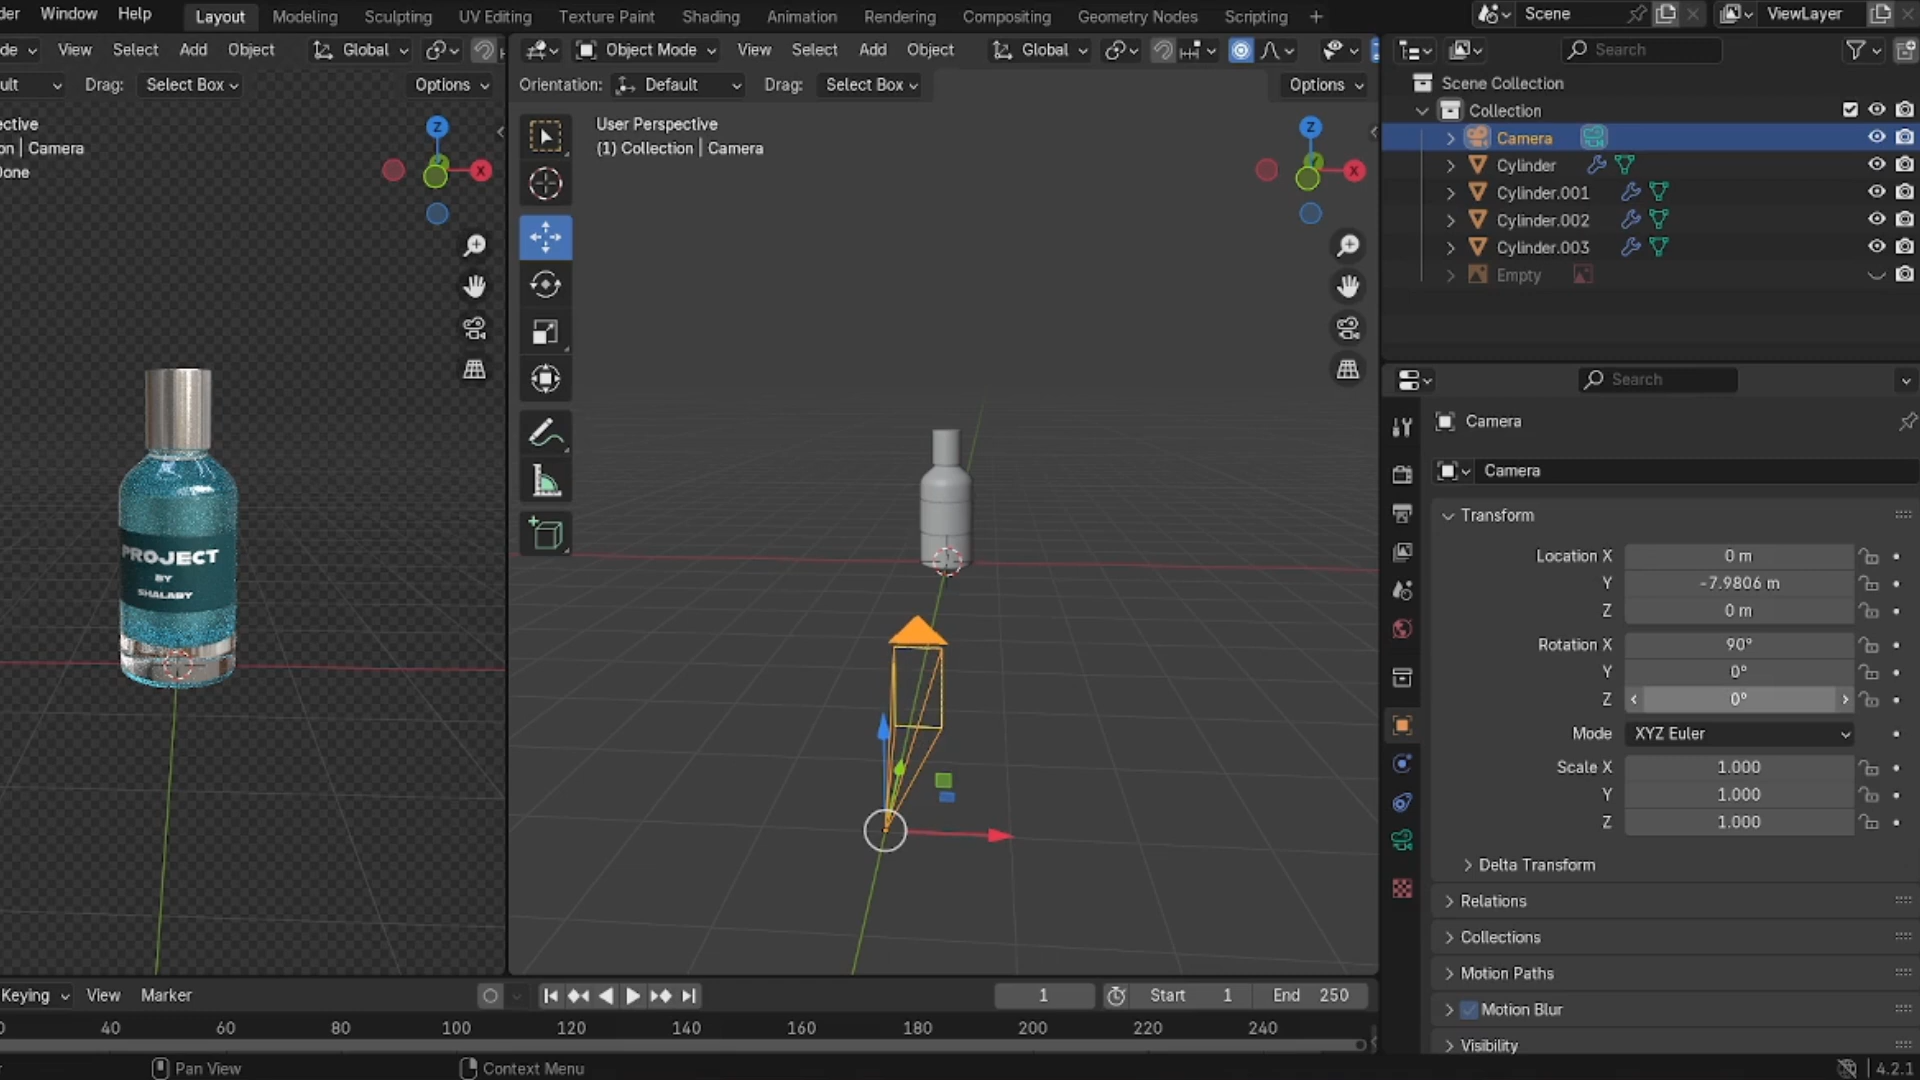 der Window Help Layout Modeling Sculpting UV Editing Texture Paint Shading Animation Rendering Compositing Geometry Nodes Scripting + Scene ViewLayer
de View Select Add Object Global Object Mode View Select Add Object Global Search
ult Drag: Select Box Options Orientation: Default Drag: Select Box Options Scene Collection
ective
on | Camera
Done
User Perspective
(1) Collection | Camera
Z
X
Z
X
Collection
Camera
Cylinder
Cylinder.001
Cylinder.002
Cylinder.003
Empty
PROJECT
BY
SHALABY
Search
Camera
Camera
Transform
Location X 0 m
Y -7.9806 m
Z 0 m
Rotation X 90°
Y 0°
Z 0°
Mode XYZ Euler
Scale X 1.000
Y 1.000
Z 1.000
Delta Transform
Relations
Collections
Motion Paths
Motion Blur
Visibility
Keying View Marker 1 Start 1 End 250
0 40 60 80 100 120 140 160 180 200 220 240
Pan View Context Menu 4.2.1